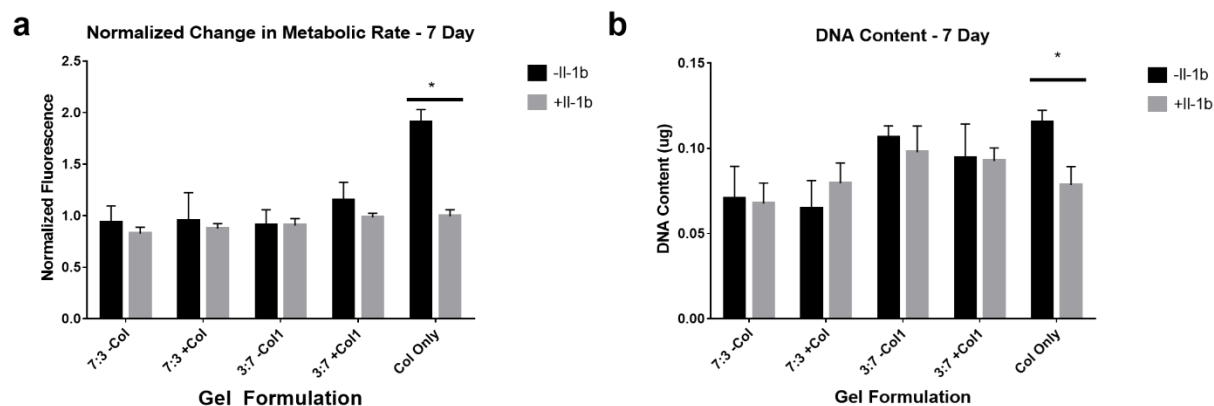 a
Normalized Change in Metabolic Rate - 7 Day
2.5
2.0
1.5
1.0
0.5
0.0
Normalized Fluorescence
*
-Il-1b
+Il-1b
7:3 -Col
7:3 +Col
3:7 -Col1
3:7 +Col1
Col Only
Gel Formulation
b
DNA Content - 7 Day
0.15
0.10
0.05
0.00
DNA Content (ug)
*
-Il-1b
+Il-1b
7:3 -Col
7:3 +Col
3:7 -Col1
3:7 +Col1
Col Only
Gel Formulation